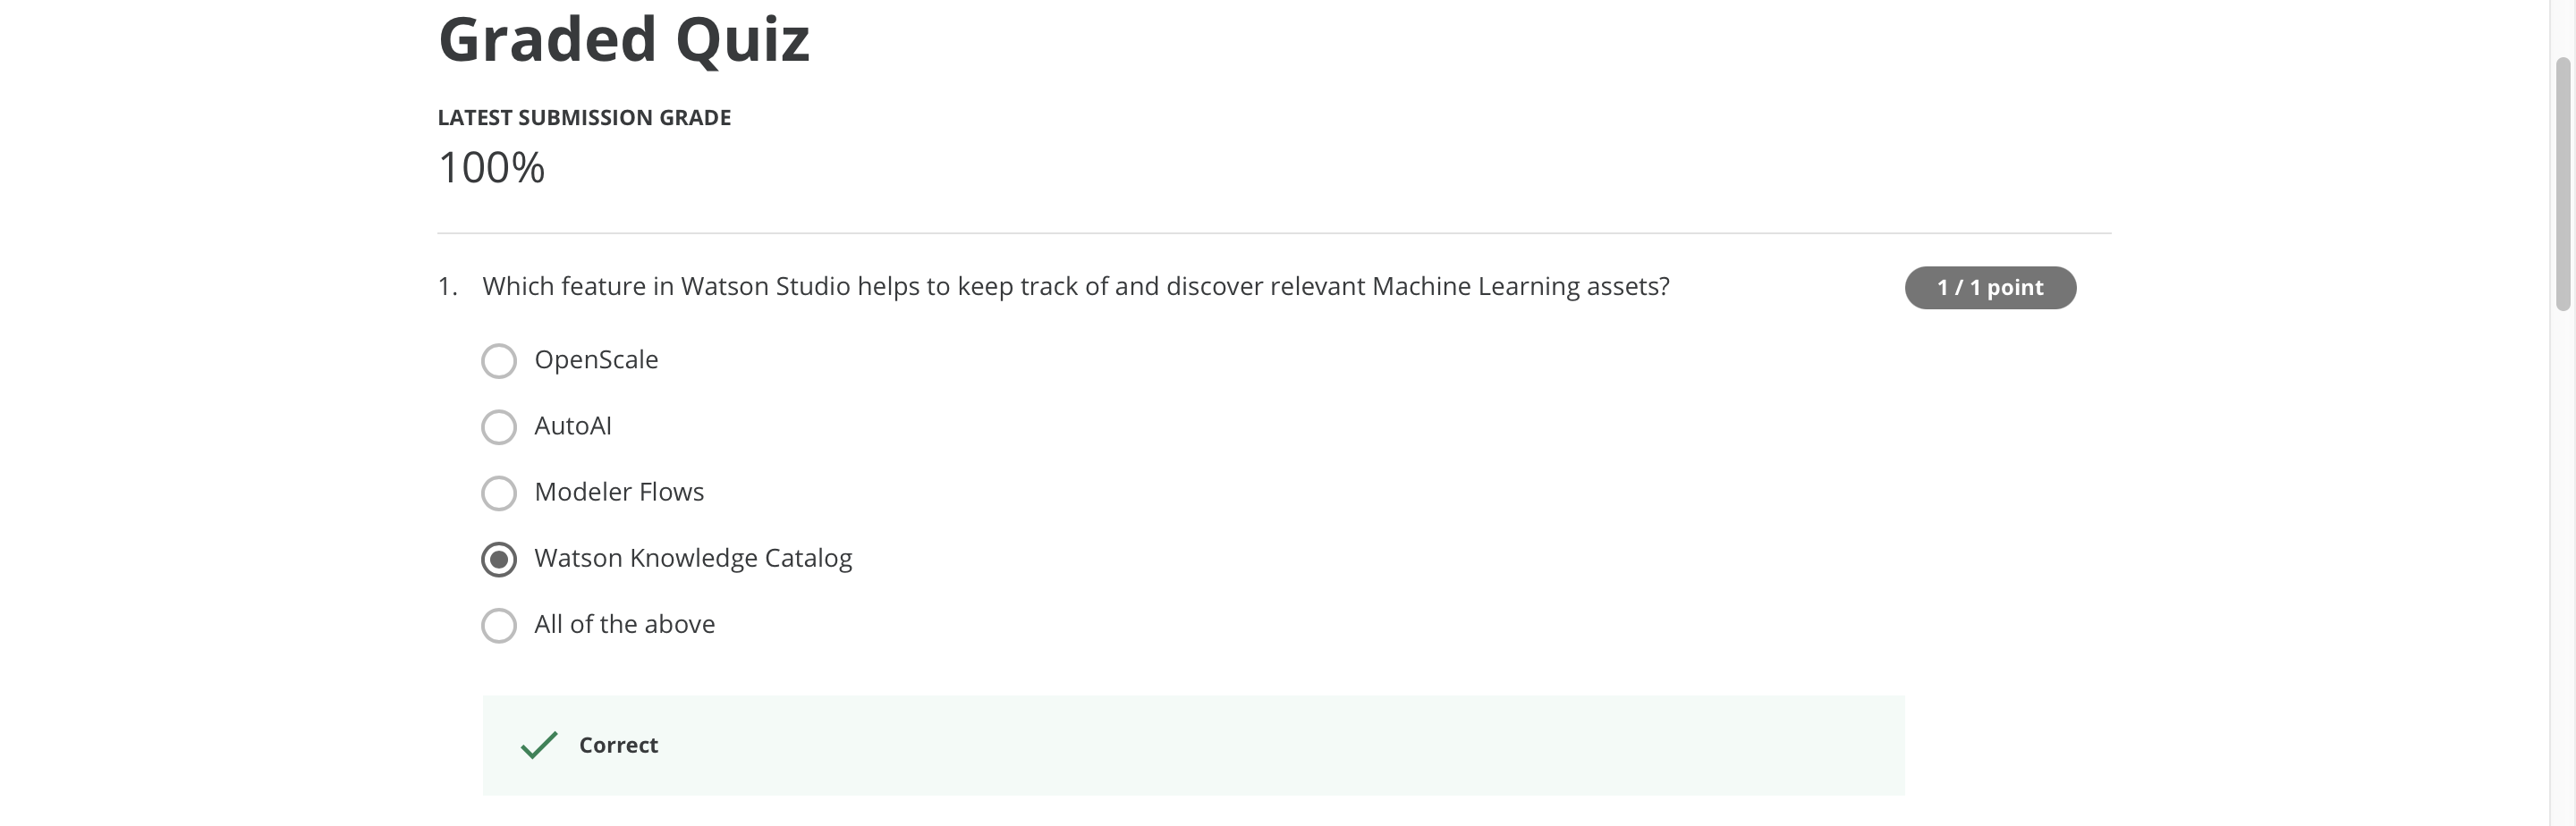 Graded Quiz
LATEST SUBMISSION GRADE
100%
1. Which feature in Watson Studio helps to keep track of and discover relevant Machine Learning assets?
1 / 1 point
OpenScale
AutoAI
Modeler Flows
Watson Knowledge Catalog
All of the above
Correct